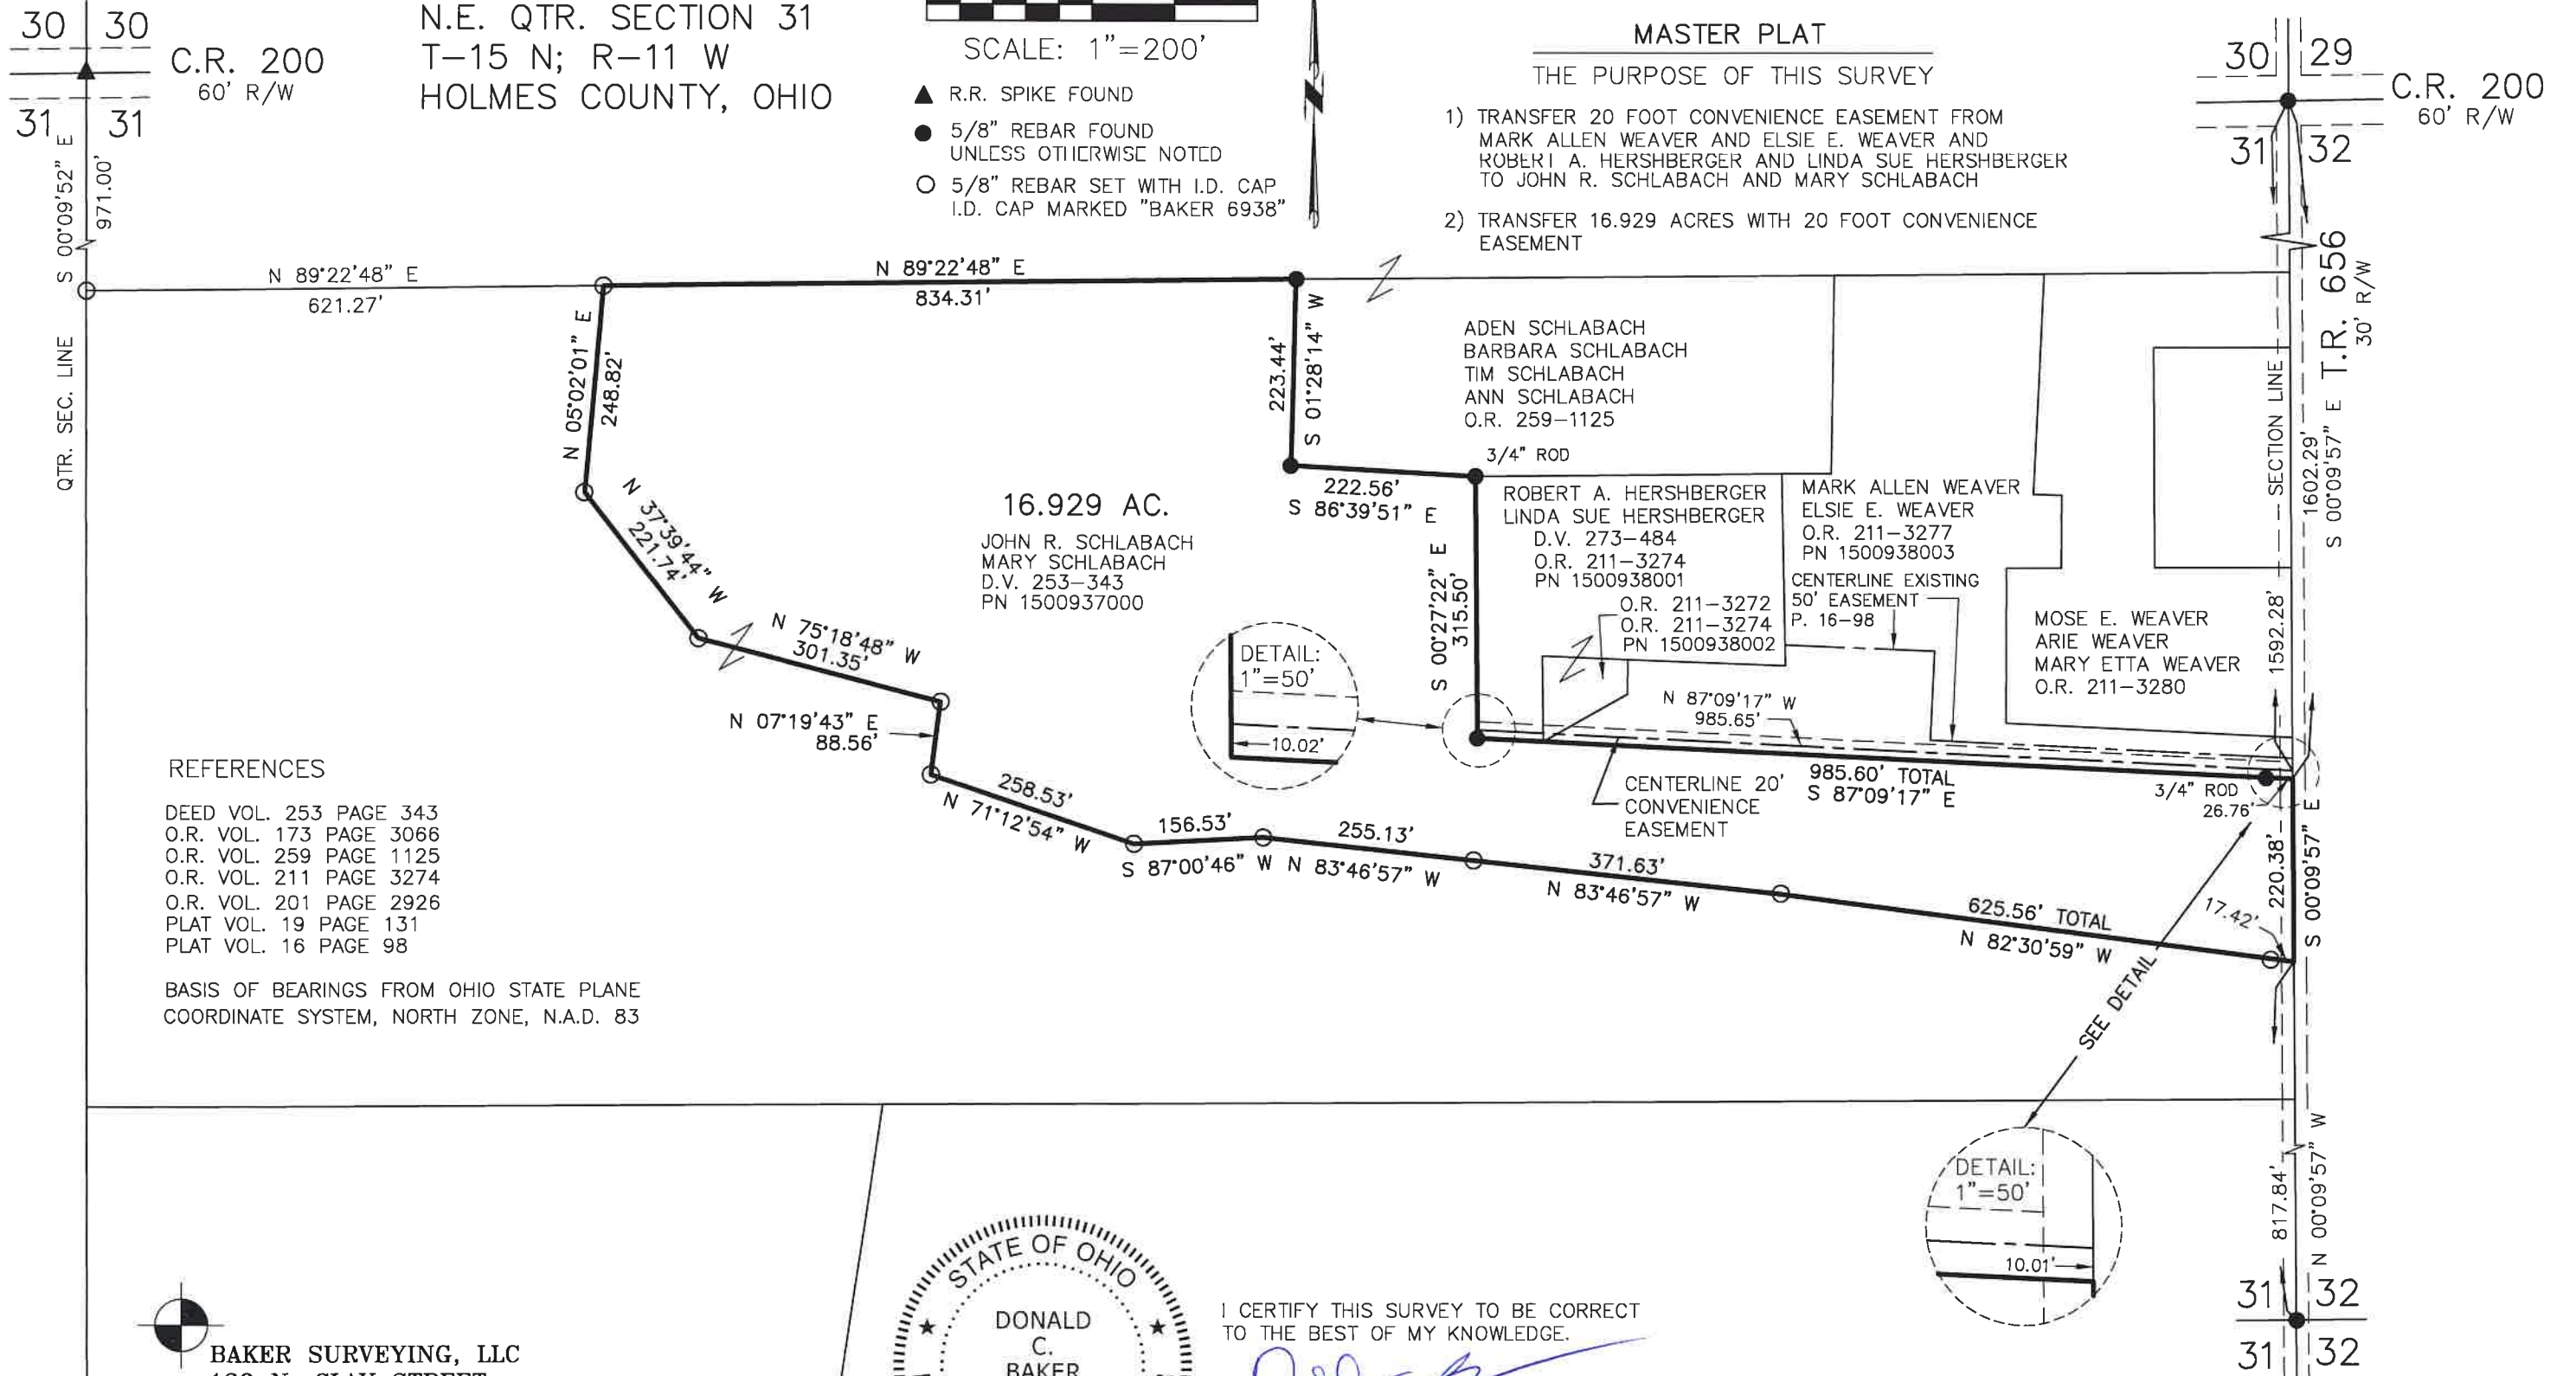 30 30
C.R. 200
60' R/W
31 31
N.E. QTR. SECTION 31
T-15 N; R-11 W
HOLMES COUNTY, OHIO
SCALE: 1"=200'
▲ R.R. SPIKE FOUND
● 5/8" REBAR FOUND
UNLESS OTHERWISE NOTED
○ 5/8" REBAR SET WITH I.D. CAP
I.D. CAP MARKED "BAKER 6938"
N
MASTER PLAT
THE PURPOSE OF THIS SURVEY
1) TRANSFER 20 FOOT CONVENIENCE EASEMENT FROM
MARK ALLEN WEAVER AND ELSIE E. WEAVER AND
ROBERT A. HERSHBERGER AND LINDA SUE HERSHBERGER
TO JOHN R. SCHLABACH AND MARY SCHLABACH
2) TRANSFER 16.929 ACRES WITH 20 FOOT CONVENIENCE
EASEMENT
30 29
C.R. 200
60' R/W
31 32
S 00°09'52" E
971.00'
QTR. SEC. LINE
N 89°22'48" E
621.27'
N 89°22'48" E
834.31'
N 05°02'01" E
248.82'
N 37°39'44" W
221.74'
N 75°18'48" W
301.35'
N 07°19'43" E
88.56'
258.53'
N 71°12'54" W
156.53'
S 87°00'46" W
255.13'
N 83°46'57" W
371.63'
N 83°46'57" W
625.56' TOTAL
N 82°30'59" W
17.42'
223.44'
S 01°28'14" W
222.56'
S 86°39'51" E
3/4" ROD
S 00°27'22" E
315.50'
16.929 AC.
JOHN R. SCHLABACH
MARY SCHLABACH
D.V. 253-343
PN 1500937000
DETAIL:
1"=50'
10.02'
ADEN SCHLABACH
BARBARA SCHLABACH
TIM SCHLABACH
ANN SCHLABACH
O.R. 259-1125
ROBERT A. HERSHBERGER
LINDA SUE HERSHBERGER
D.V. 273-484
O.R. 211-3274
PN 1500938001
O.R. 211-3272
O.R. 211-3274
PN 1500938002
MARK ALLEN WEAVER
ELSIE E. WEAVER
O.R. 211-3277
PN 1500938003
CENTERLINE EXISTING
50' EASEMENT
P. 16-98
MOSE E. WEAVER
ARIE WEAVER
MARY ETTA WEAVER
O.R. 211-3280
N 87°09'17" W
985.65'
985.60' TOTAL
S 87°09'17" E
CENTERLINE 20'
CONVENIENCE
EASEMENT
3/4" ROD
26.76'
T.R. 656
30' R/W
SECTION LINE
1592.28'
1602.29'
S 00°09'57" E
220.38'
S 00°09'57" E
SEE DETAIL
DETAIL:
1"=50'
10.01'
817.84'
N 00°09'57" W
31 32
31 32
REFERENCES
DEED VOL. 253 PAGE 343
O.R. VOL. 173 PAGE 3066
O.R. VOL. 259 PAGE 1125
O.R. VOL. 211 PAGE 3274
O.R. VOL. 201 PAGE 2926
PLAT VOL. 19 PAGE 131
PLAT VOL. 16 PAGE 98
BASIS OF BEARINGS FROM OHIO STATE PLANE
COORDINATE SYSTEM, NORTH ZONE, N.A.D. 83
BAKER SURVEYING, LLC
STATE OF OHIO
DONALD
C.
BAKER
I CERTIFY THIS SURVEY TO BE CORRECT
TO THE BEST OF MY KNOWLEDGE.